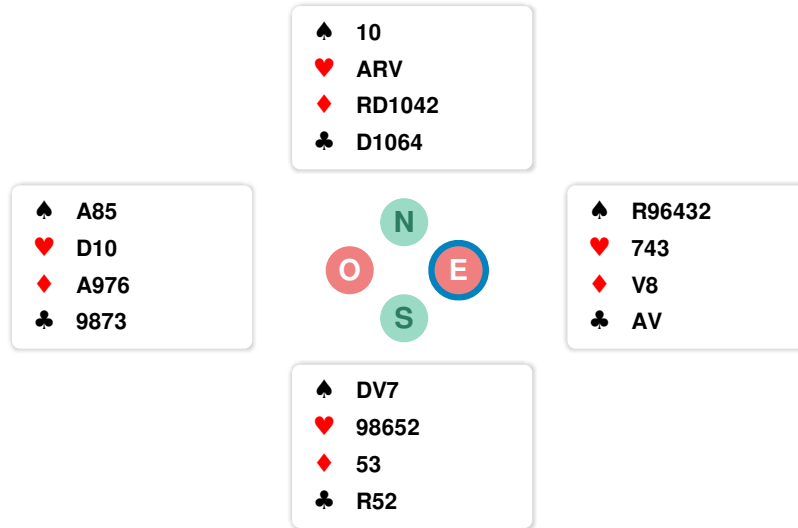 ♠ 10
♥ ARV
♦ RD1042
♣ D1064
♠ A85
♥ D10
♦ A976
♣ 9873
N
O E
S
♠ R96432
♥ 743
♦ V8
♣ AV
♠ DV7
♥ 98652
♦ 53
♣ R52